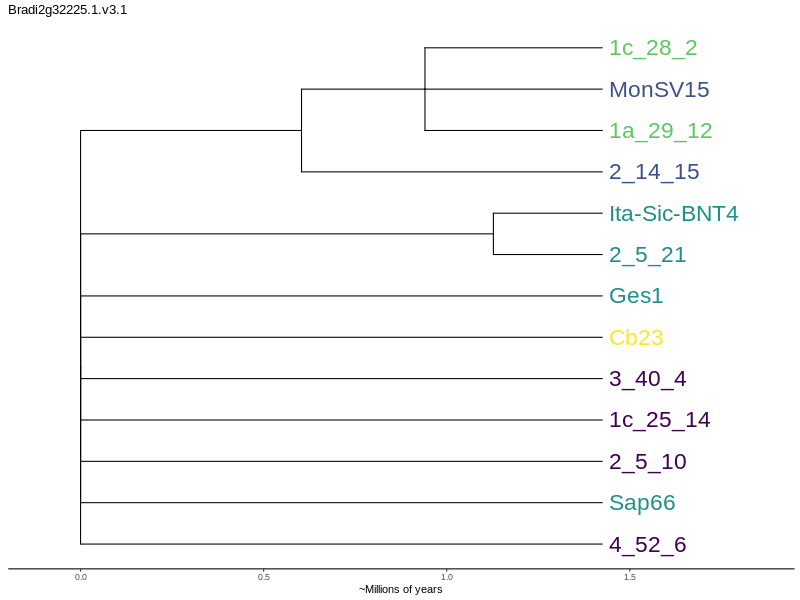 Bradi2g32225.1.v3.1
1c_28_2
MonSV15
1a_29_12
2_14_15
Ita-Sic-BNT4
2_5_21
Ges1
Cb23
3_40_4
1c_25_14
2_5_10
Sap66
4_52_6
0.0 0.5 1.0 1.5
~Millions of years